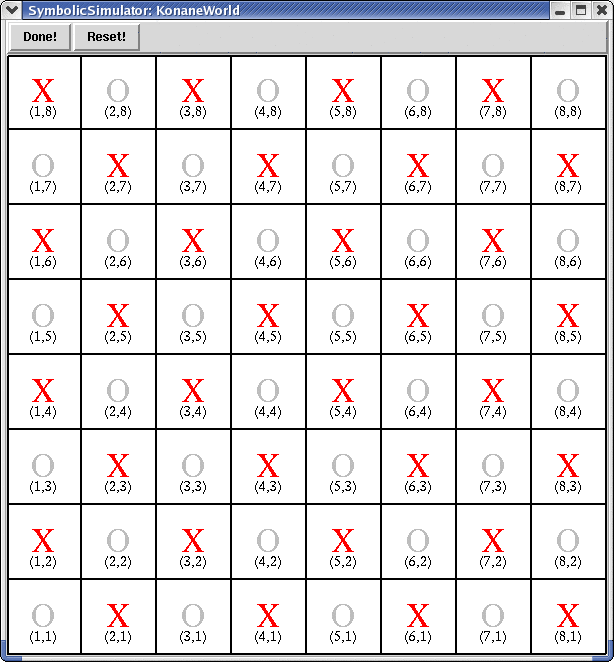 SymbolicSimulator: KonaneWorld
Done! Reset!
X O X O X O X O
(1,8) (2,8) (3,8) (4,8) (5,8) (6,8) (7,8) (8,8)
O X O X O X O X
(1,7) (2,7) (3,7) (4,7) (5,7) (6,7) (7,7) (8,7)
X O X O X O X O
(1,6) (2,6) (3,6) (4,6) (5,6) (6,6) (7,6) (8,6)
O X O X O X O X
(1,5) (2,5) (3,5) (4,5) (5,5) (6,5) (7,5) (8,5)
X O X O X O X O
(1,4) (2,4) (3,4) (4,4) (5,4) (6,4) (7,4) (8,4)
O X O X O X O X
(1,3) (2,3) (3,3) (4,3) (5,3) (6,3) (7,3) (8,3)
X O X O X O X O
(1,2) (2,2) (3,2) (4,2) (5,2) (6,2) (7,2) (8,2)
O X O X O X O X
(1,1) (2,1) (3,1) (4,1) (5,1) (6,1) (7,1) (8,1)